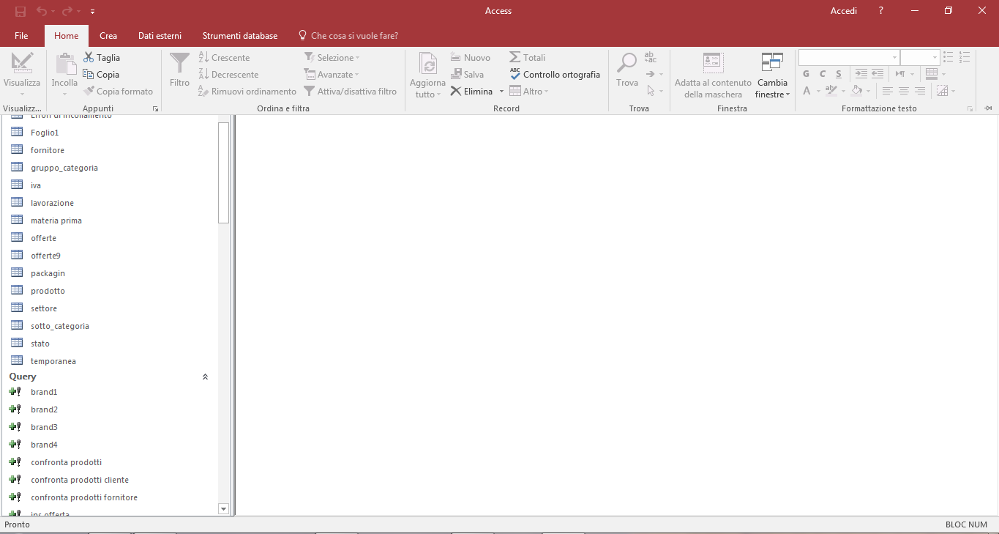 Access
Accedi
?
File Home Crea Dati esterni Strumenti database Che cosa si vuole fare?
Visualizza
Incolla
Taglia
Copia
Copia formato
Filtro
Crescente
Decrescente
Rimuovi ordinamento
Selezione
Avanzate
Attiva/disattiva filtro
Aggiorna
tutto
Nuovo
Salva
Elimina
Totali
Controllo ortografia
Altro
Trova
Adatta al contenuto
della maschera
Cambia
finestre
G C S
A
Visualizz... Appunti Ordina e filtra Record Trova Finestra Formattazione testo
Errori di incollamento
Foglio1
fornitore
gruppo_categoria
iva
lavorazione
materia prima
offerte
offerte9
packagin
prodotto
settore
sotto_categoria
stato
temporanea
Query
brand1
brand2
brand3
brand4
confronta prodotti
confronta prodotti cliente
confronta prodotti fornitore
ins offerta
Pronto
BLOC NUM